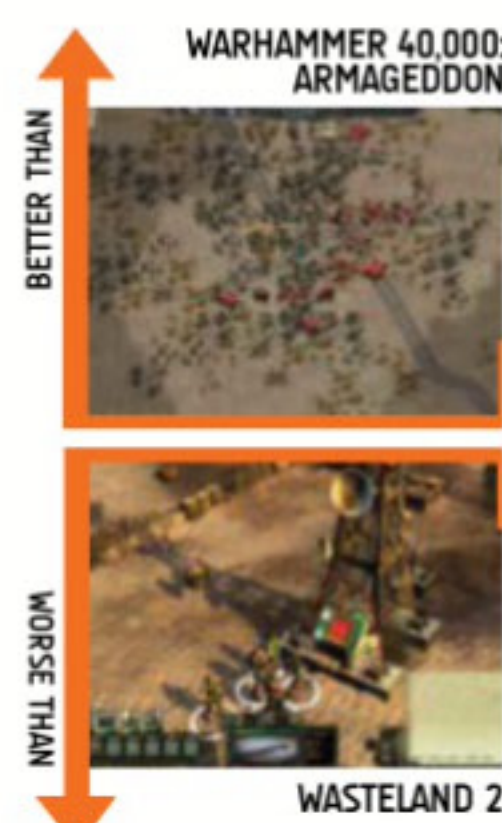 WARHAMMER 40,000:
ARMAGEDDON
BETTER THAN
WORSE THAN
WASTELAND 2